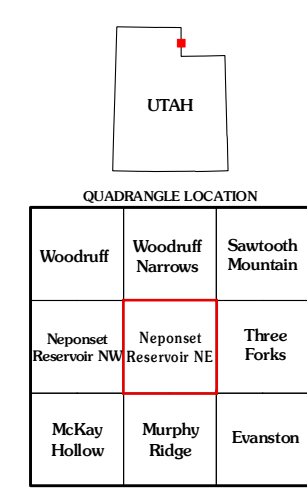 UTAH
QUADRANGLE LOCATION
Woodruff
Woodruff
Narrows
Sawtooth
Mountain
Neponset
Reservoir NW
Neponset
Reservoir NE
Three
Forks
McKay
Hollow
Murphy
Ridge
Evanston